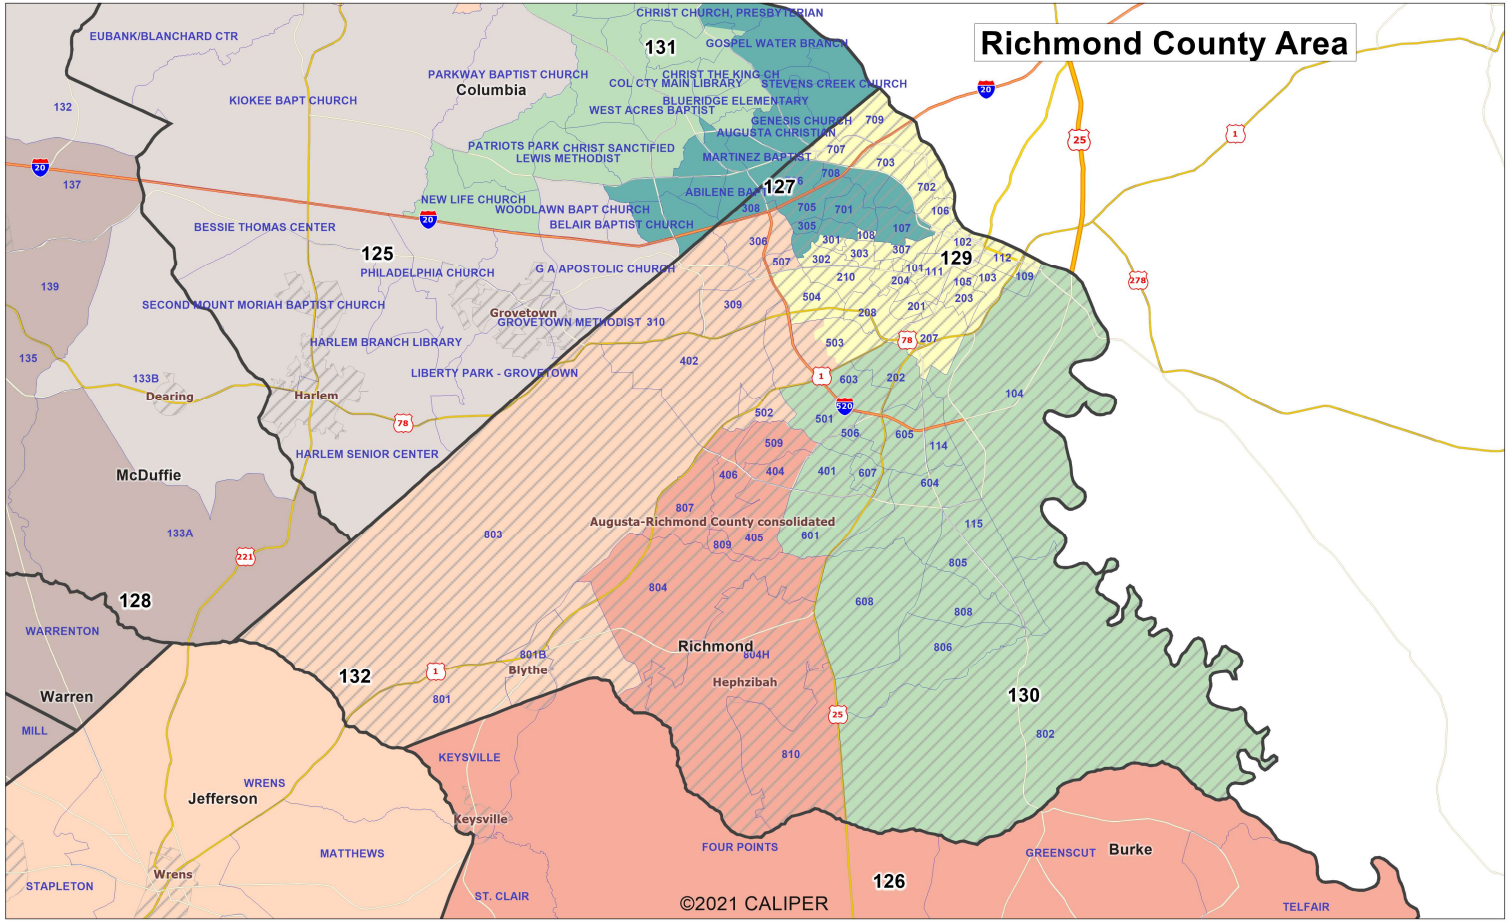 CHRIST CHURCH, PRESBYTERIAN
Richmond County Area
EUBANK/BLANCHARD CTR
131
GOSPEL WATER BRANCH
PARKWAY BAPTIST CHURCH
CHRIST THE KING CH
COL CTY MAIN LIBRARY
STEVENS CREEK CHURCH
Columbia
20
KIOKEE BAPT CHURCH
BLUERIDGE ELEMENTARY
132
WEST ACRES BAPTIST
GENESIS CHURCH
709
AUGUSTA CHRISTIAN
1
25
PATRIOTS PARK
CHRIST SANCTIFIED
707
LEWIS METHODIST
MARTINEZ BAPTIST
703
20
708
137
127
702
ABILENE
NEW LIFE CHURCH
WOODLAWN BAPT CHURCH
308
705
701
106
20
BESSIE THOMAS CENTER
BELAIR BAPTIST CHURCH
305
107
108
306
301
102
125
303
307
129
112
507
302
PHILADELPHIA CHURCH
G A APOSTOLIC CHURCH
101
111
109
139
210
204
105
103
278
504
203
SECOND MOUNT MORIAH BAPTIST CHURCH
309
201
Grovetown
208
GROVETOWN METHODIST
310
HARLEM BRANCH LIBRARY
503
78
207
135
402
133B
LIBERTY PARK - GROVETOWN
1
603
202
Dearing
Harlem
104
520
502
501
78
506
605
HARLEM SENIOR CENTER
509
114
McDuffie
406
404
401
607
604
807
Augusta-Richmond County consolidated
115
133A
803
405
601
809
221
805
128
804
608
808
WARRENTON
806
Richmond
801B
804H
132
1
Blythe
Hephzibah
Warren
801
130
25
MILL
802
KEYSVILLE
810
WRENS
Jefferson
Keysville
FOUR POINTS
Burke
MATTHEWS
GREENSCUT
Wrens
126
STAPLETON
ST. CLAIR
©2021 CALIPER
TELFAIR